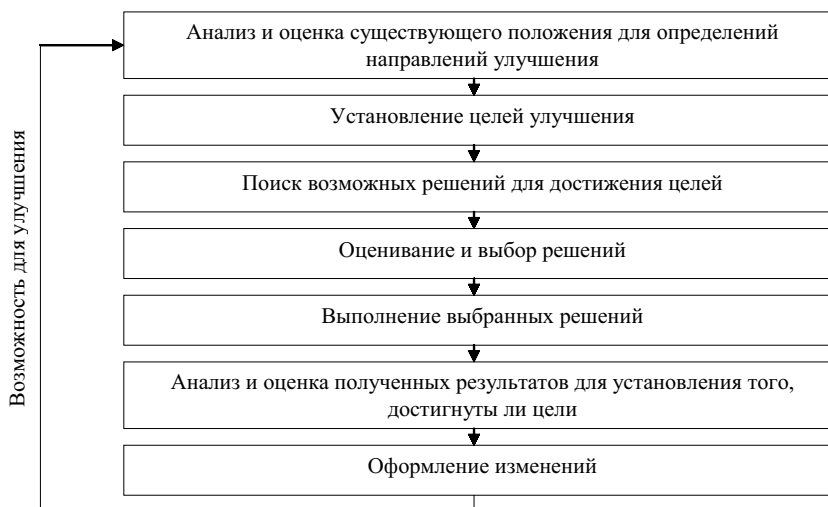 Анализ и оценка существующего положения для определений
направлений улучшения
Установление целей улучшения
Поиск возможных решений для достижения целей
Оценивание и выбор решений
Выполнение выбранных решений
Анализ и оценка полученных результатов для установления того,
достигнуты ли цели
Оформление изменений
Возможность для улучшения